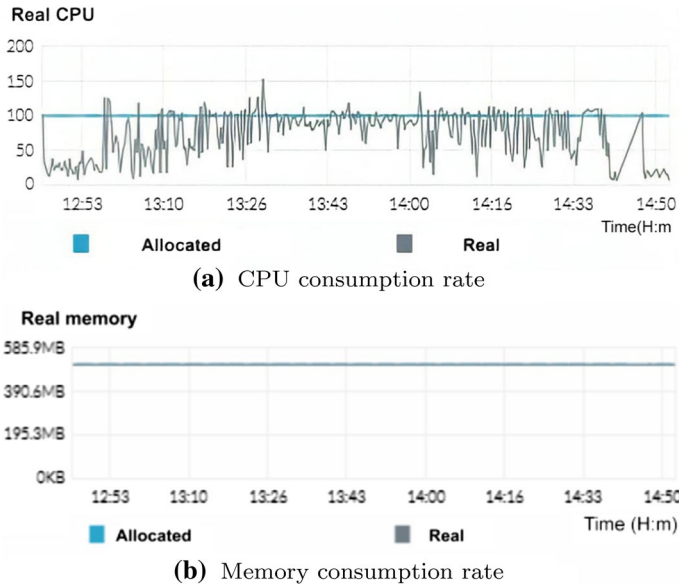 Real CPU
200
150
100
50
0
12:53 13:10 13:26 13:43 14:00 14:16 14:33 14:50
Time(H:m
Allocated Real
(a) CPU consumption rate
Real memory
585.9MB
390.6MB
195.3MB
0KB
12:53 13:10 13:26 13:43 14:00 14:16 14:33 14:50
Time (H:m)
Allocated Real
(b) Memory consumption rate